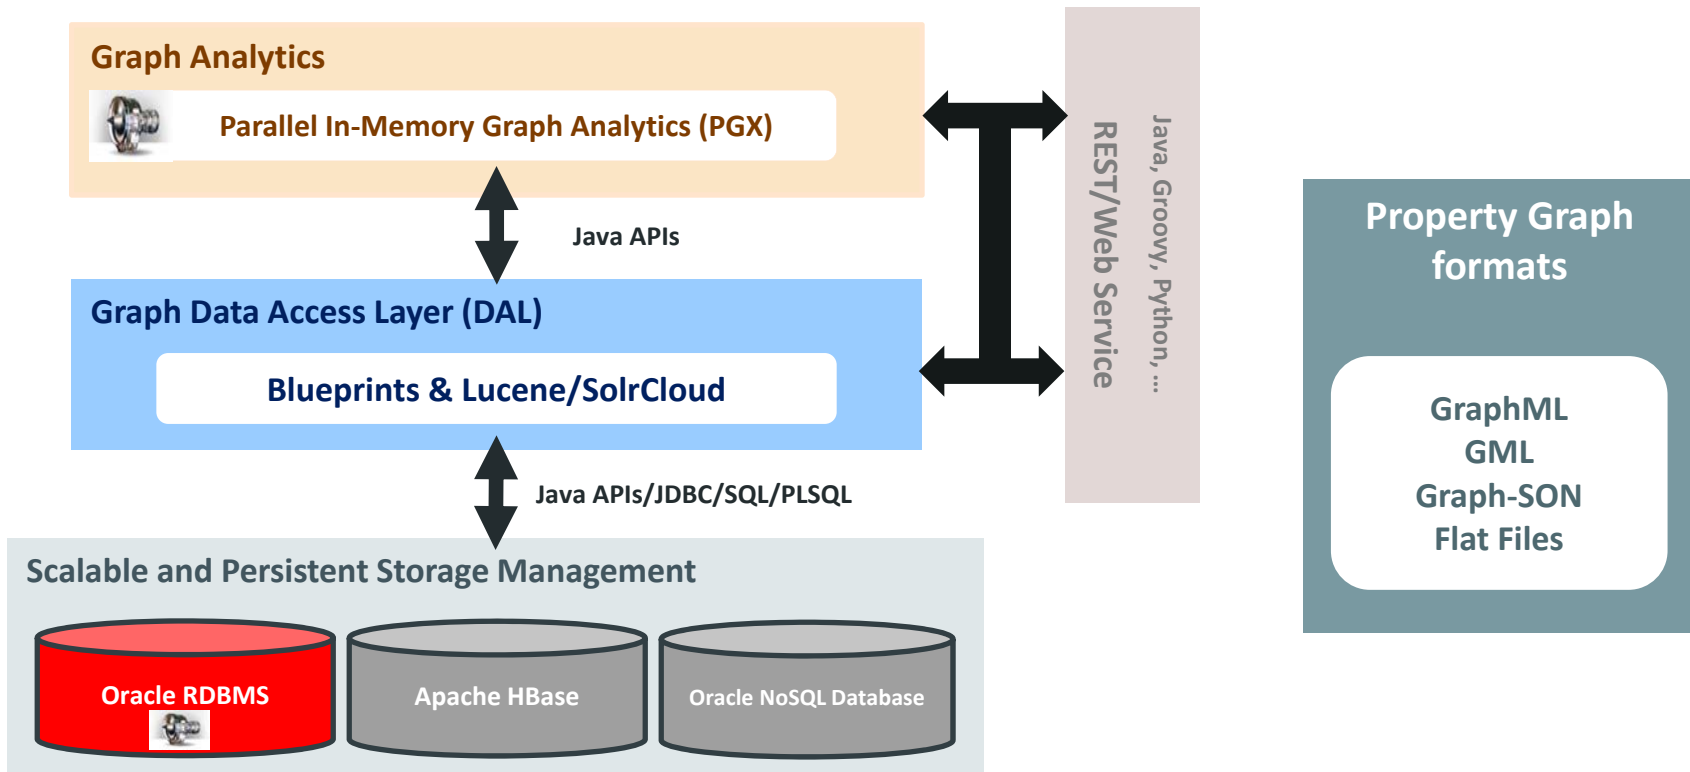 Graph Analytics
Parallel In-Memory Graph Analytics (PGX)
Java APIs
Graph Data Access Layer (DAL)
Blueprints & Lucene/SolrCloud
Java APIs/JDBC/SQL/PLSQL
Scalable and Persistent Storage Management
Oracle RDBMS
Apache HBase
Oracle NoSQL Database
Java, Groovy, Python, ...
REST/Web Service
Property Graph
formats
GraphML
GML
Graph-SON
Flat Files